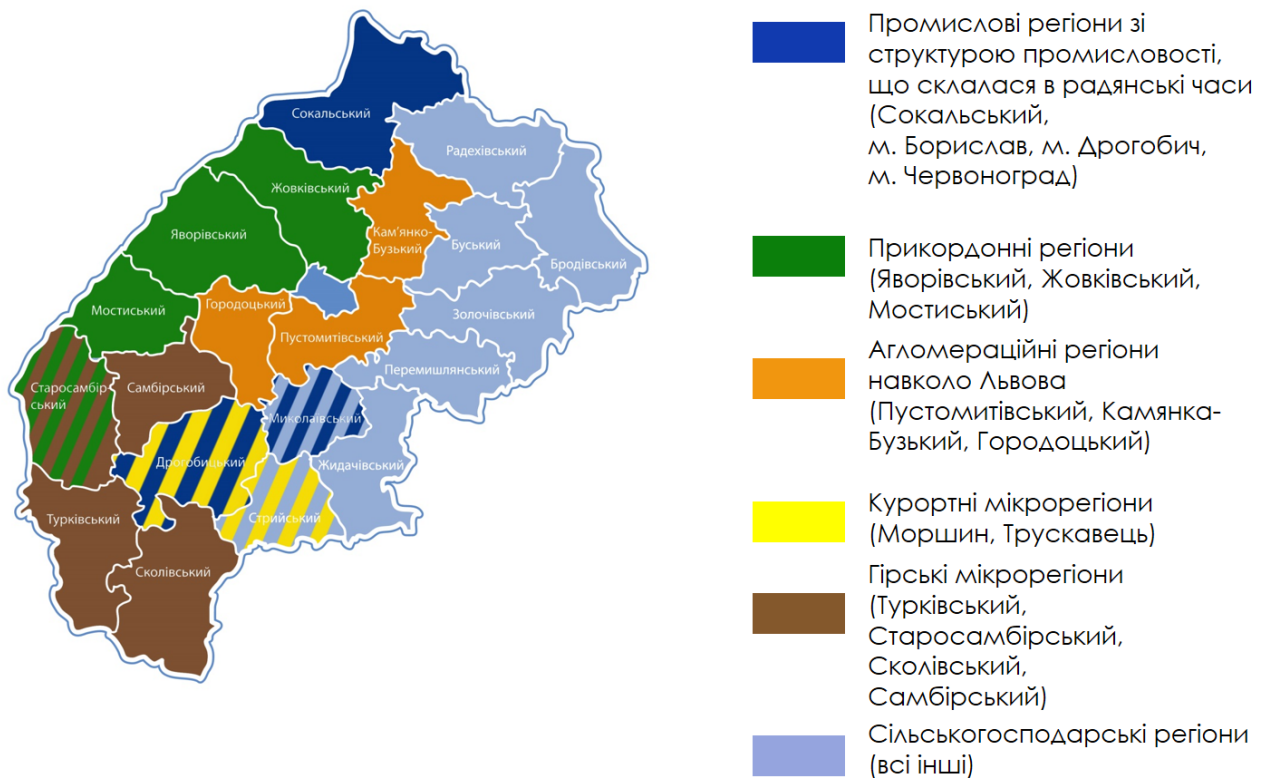 Сокальський
Радехівський
Жовківський
Кам'янко-
Бузький
Яворівський
Буський
Бродівський
Мостиський
Городоцький
Золочівський
Пустомитівський
Перемишлянський
Старосамбір
ський
Самбірський
Миколаївський
Дрогобицький
Жидачівський
Стрийський
Турківський
Сколівський
Промислові регіони зі
структурою промисловості,
що склалася в радянські часи
(Сокальський,
м. Борислав, м. Дрогобич,
м. Червоноград)
Прикордонні регіони
(Яворівський, Жовківський,
Мостиський)
Агломераційні регіони
навколо Львова
(Пустомитівський, Камянка-
Бузький, Городоцький)
Курортні мікрорегіони
(Моршин, Трускавець)
Гірські мікрорегіони
(Турківський,
Старосамбірський,
Сколівський,
Самбірський)
Сільськогосподарські регіони
(всі інші)